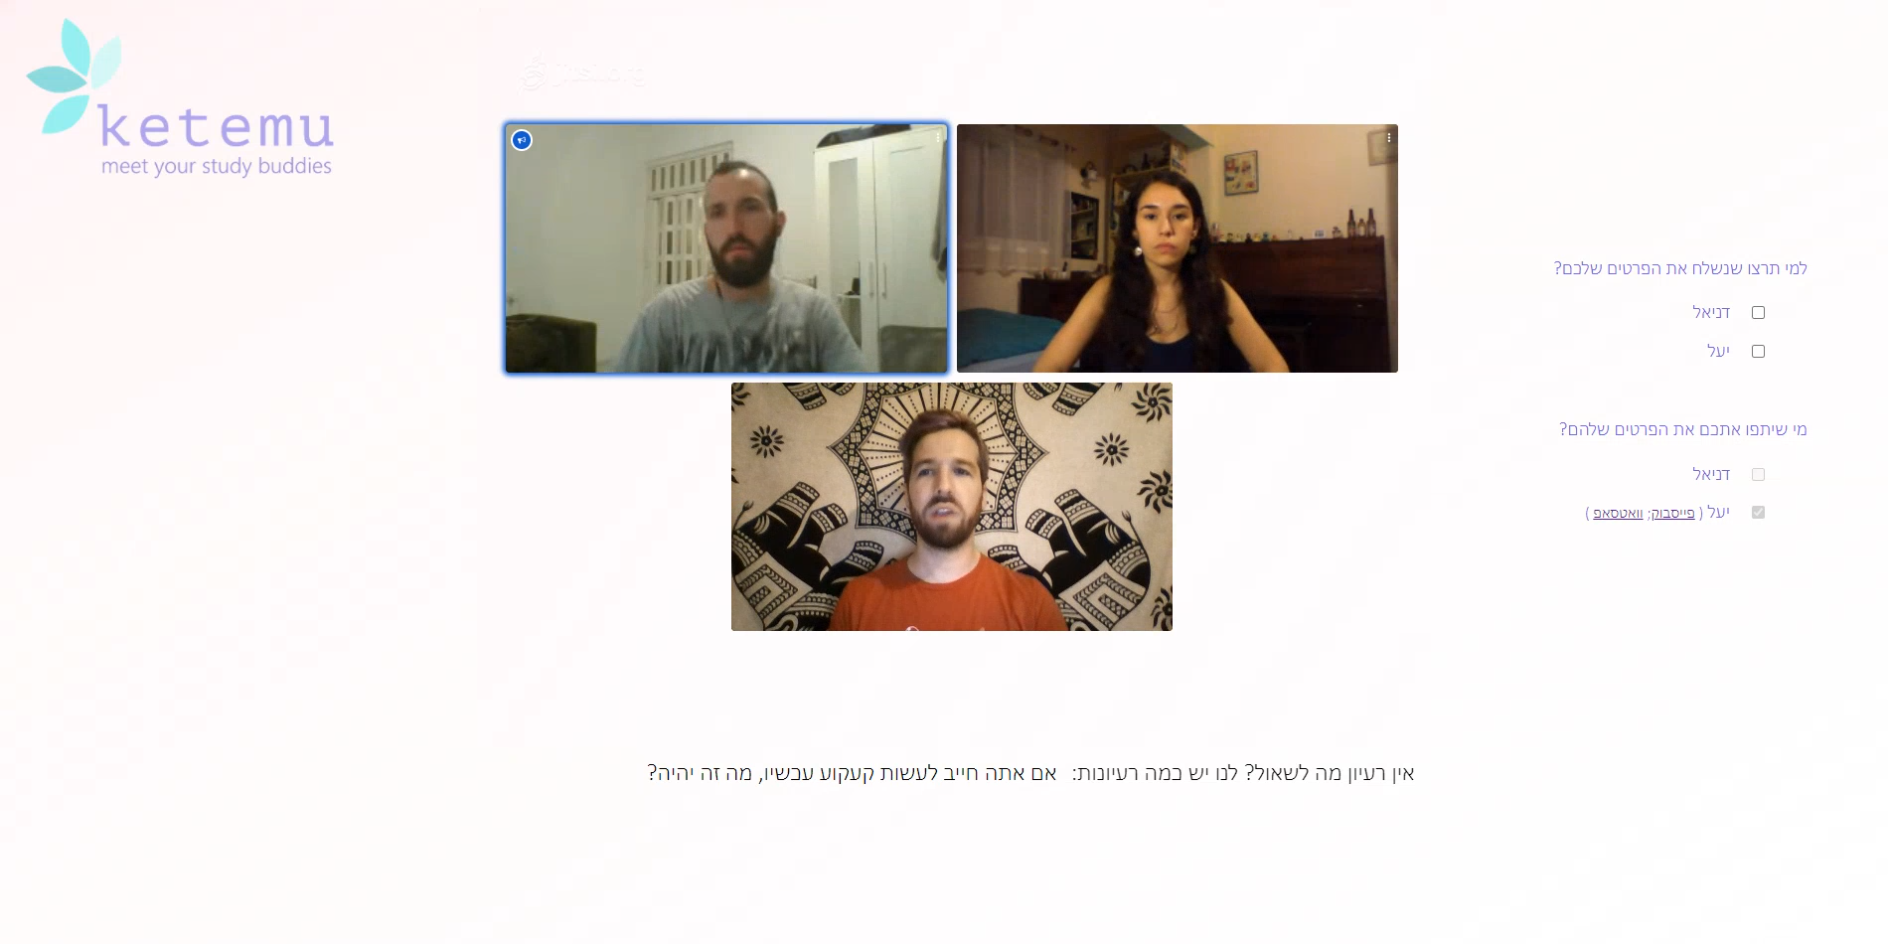 ketemu
meet your study buddies
למי תרצו שנשלח את הפרטים שלכם?
דניאל
יעל
מי שיתפו אתכם את הפרטים שלהם?
דניאל
יעל ( פייסבוק; וואטסאפ )
אין רעיון מה לשאול? לנו יש כמה רעיונות: אם אתה חייב לעשות קעקוע עכשיו, מה זה יהיה?